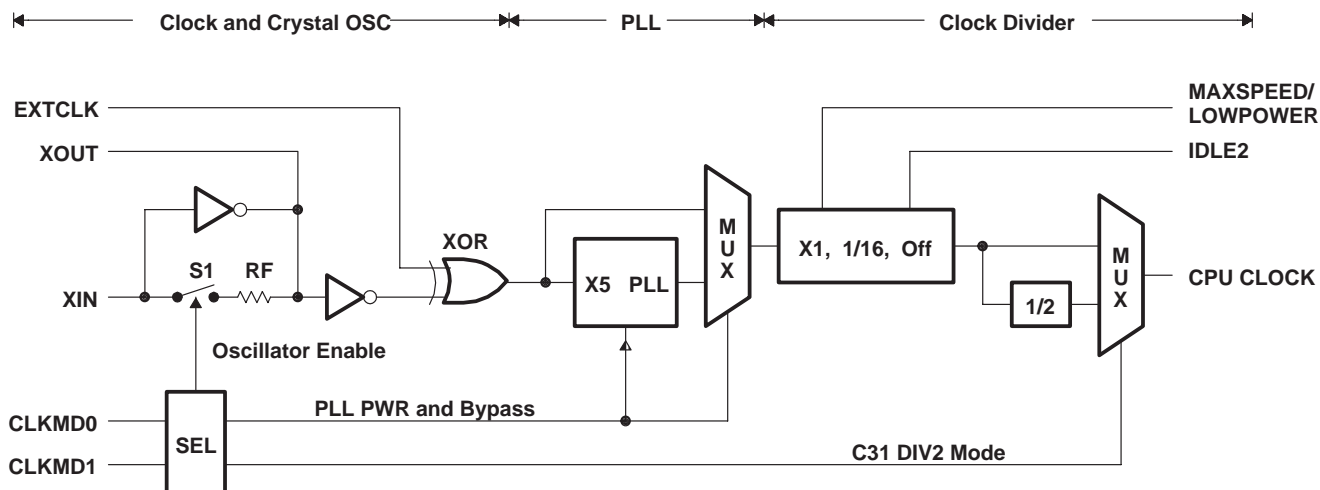 Clock and Crystal OSC
PLL
Clock Divider
EXTCLK
MAXSPEED/
LOWPOWER
XOUT
IDLE2
XOR
MUX
X1, 1/16, Off
MUX
S1
RF
X5 PLL
XIN
CPU CLOCK
1/2
Oscillator Enable
CLKMD0
PLL PWR and Bypass
SEL
CLKMD1
C31 DIV2 Mode